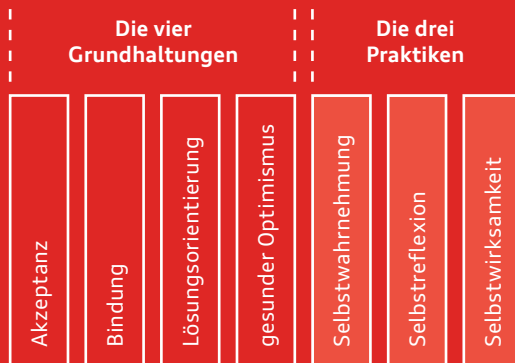 Die vier
Grundhaltungen
Die drei
Praktiken
Akzeptanz
Bindung
Lösungsorientierung
gesunder Optimismus
Selbstwahrnehmung
Selbstreflexion
Selbstwirksamkeit